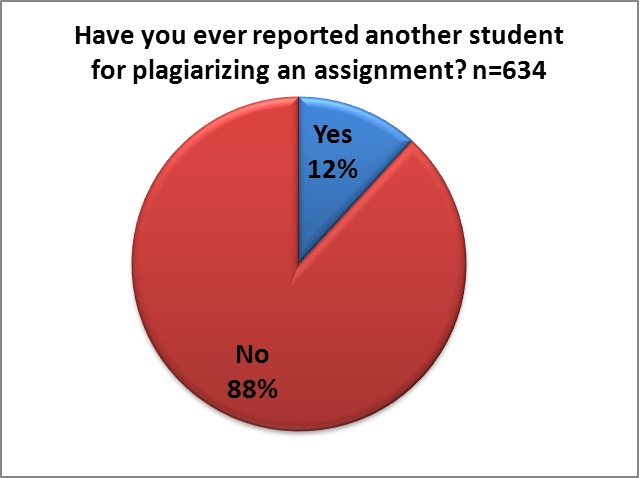 Have you ever reported another student
for plagiarizing an assignment? n=634
Yes
12%
No
88%